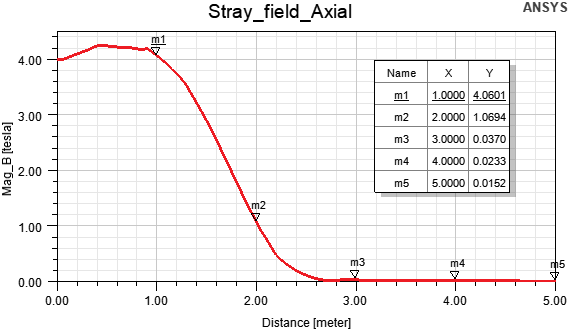 Stray_field_Axial
ANSYS
m1
4.00
Name X Y
m1 1.0000 4.0601
m2 2.0000 1.0694
m3 3.0000 0.0370
m4 4.0000 0.0233
m5 5.0000 0.0152
3.00
Mag_B [tesla]
2.00
m2
1.00
m3 m4 m5
0.00
0.00 1.00 2.00 3.00 4.00 5.00
Distance [meter]